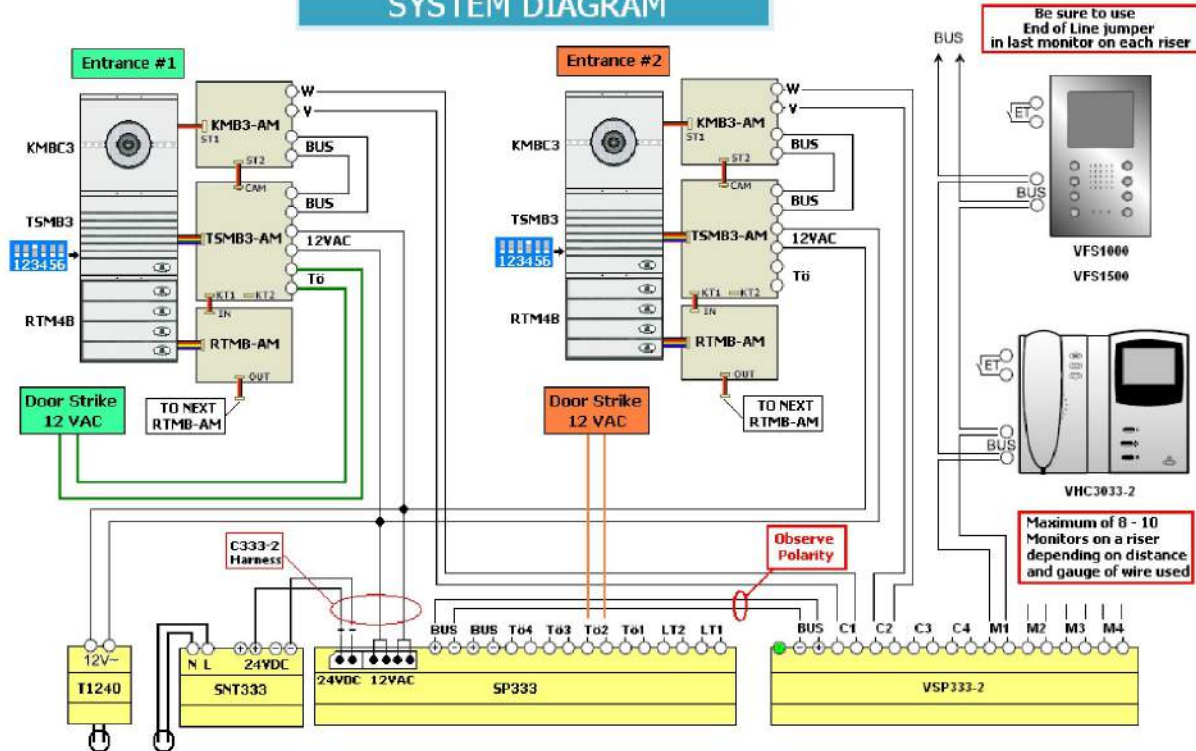 SYSTEM DIAGRAM
Entrance #1
KMBC3
TSMB3
123456
RTM4B
KMB3-AM
ST1
ST2
W
V
BUS
CAM
BUS
TSMB3-AM
12VAC
Tö
KT1
KT2
IN
RTMB-AM
OUT
TO NEXT
RTMB-AM
Door Strike
12 VAC
Entrance #2
KMBC3
TSMB3
123456
RTM4B
KMB3-AM
ST1
ST2
W
V
BUS
CAM
BUS
TSMB3-AM
12VAC
Tö
KT1
KT2
IN
RTMB-AM
OUT
TO NEXT
RTMB-AM
Door Strike
12 VAC
Be sure to use
End of Line jumper
in last monitor on each riser
BUS
ET
BUS
VFS1000
VFS1500
ET
BUS
VHC3033-2
Maximum of 8 - 10
Monitors on a riser
depending on distance
and gauge of wire used
C333-2
Harness
Observe
Polarity
12V~
T1240
N L + + - -
24VDC
SNT333
BUS BUS Tö4 Tö3 Tö2 Tö1 LT2 LT1
+ - + -
24VDC 12VAC
SP333
BUS C1 C2 C3 C4 M1 M2 M3 M4
- +
VSP333-2